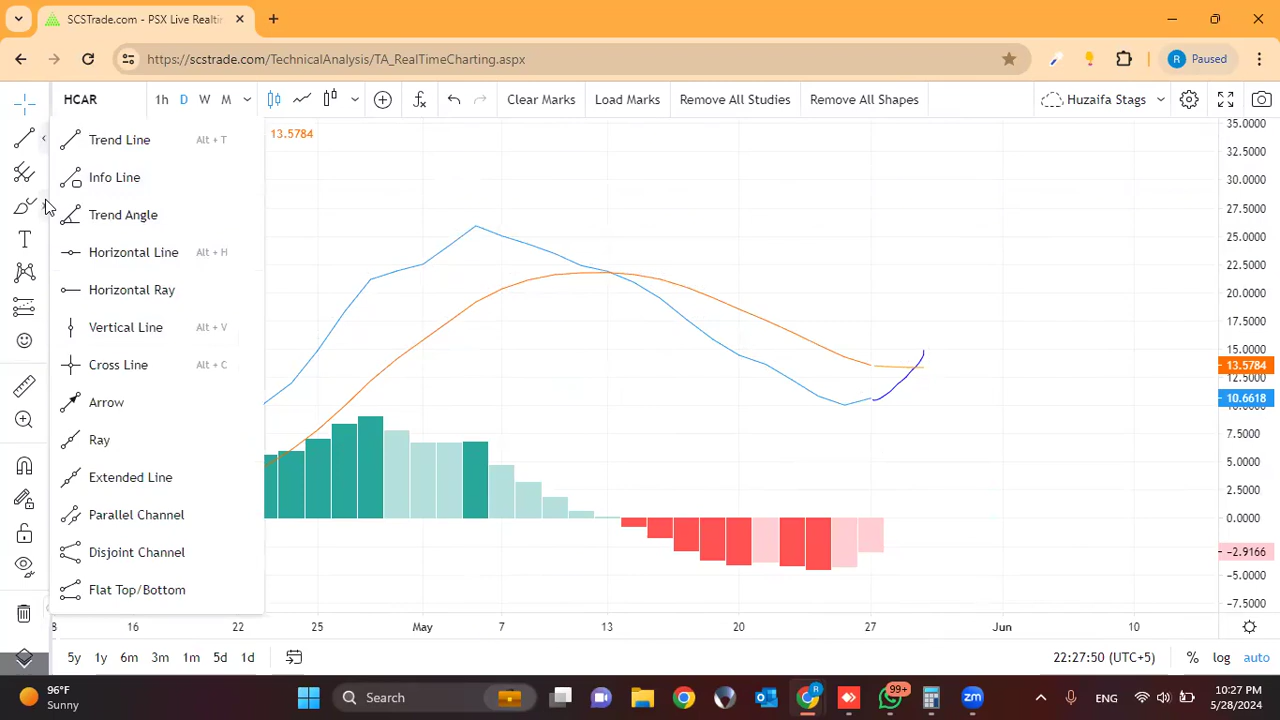 SCSTrade.com - PSX Live Realti
https://scstrade.com/TechnicalAnalysis/TA_RealTimeCharting.aspx
R Paused
HCAR 1h D W M Clear Marks Load Marks Remove All Studies Remove All Shapes Huzaifa Stags
13.5784
Trend Line Alt + T
Info Line
Trend Angle
Horizontal Line Alt + H
Horizontal Ray
Vertical Line Alt + V
Cross Line Alt + C
Arrow
Ray
Extended Line
Parallel Channel
Disjoint Channel
Flat Top/Bottom
35.0000
32.5000
30.0000
27.5000
25.0000
22.5000
20.0000
17.5000
15.0000
13.5784
12.5000
10.6618
7.5000
5.0000
2.5000
0.0000
−2.9166
−5.0000
−7.5000
8 16 22 25 May 7 13 20 27 Jun 10
5y 1y 6m 3m 1m 5d 1d 22:27:50 (UTC+5) % log auto
96°F
Sunny
Search
99+
zm
R
ENG
10:27 PM
5/28/2024